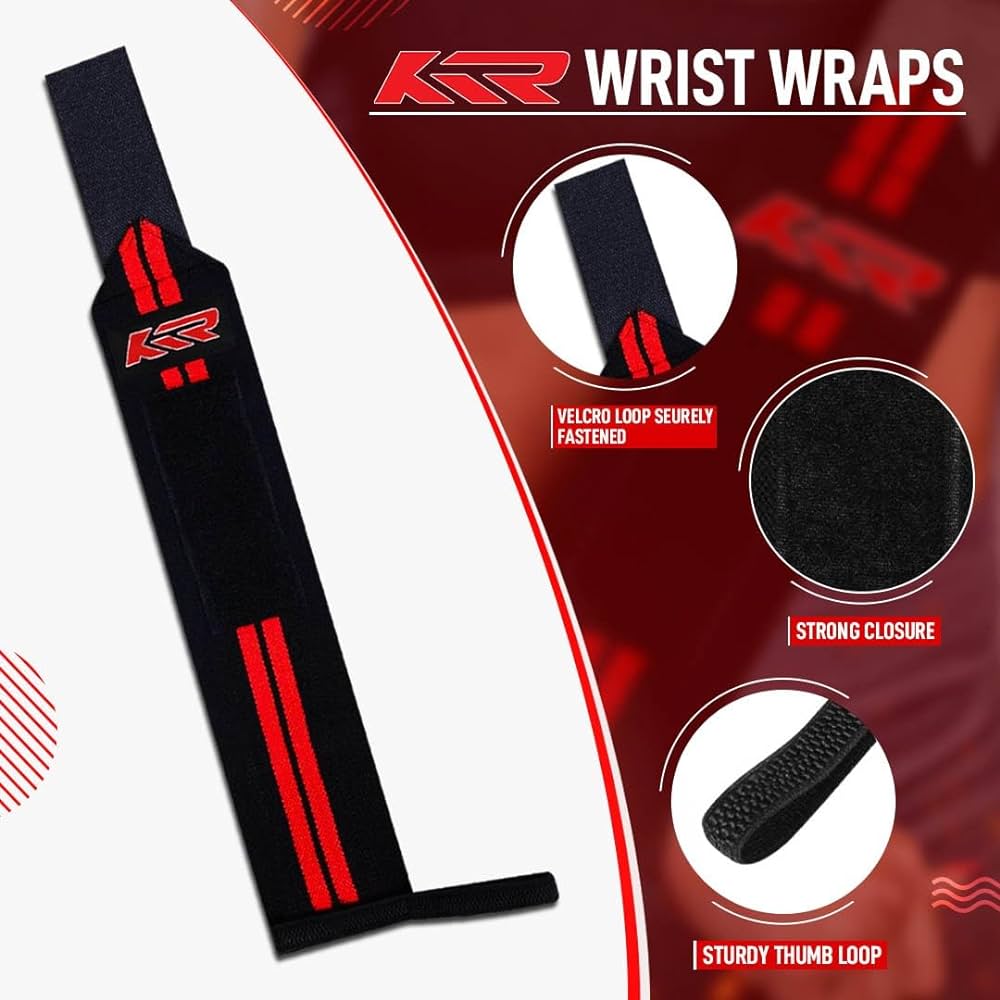 KR WRIST WRAPS
KR
VELCRO LOOP SEURELY
FASTENED
STRONG CLOSURE
STURDY THUMB LOOP